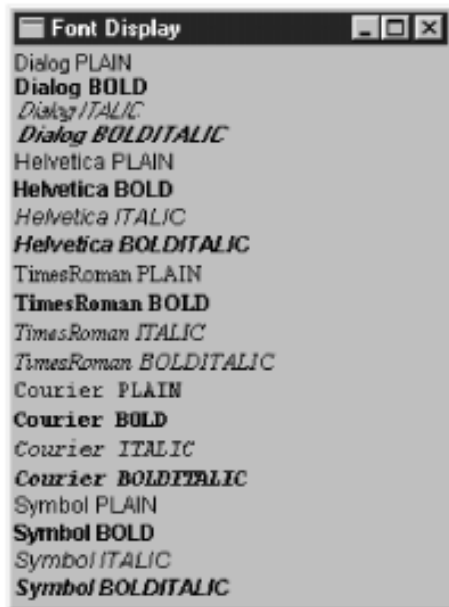 Font Display
Dialog PLAIN
Dialog BOLD
Dialog ITALIC
Dialog BOLDITALIC
Helvetica PLAIN
Helvetica BOLD
Helvetica ITALIC
Helvetica BOLDITALIC
TimesRoman PLAIN
TimesRoman BOLD
TimesRoman ITALIC
TimesRoman BOLDITALIC
Courier PLAIN
Courier BOLD
Courier ITALIC
Courier BOLDITALIC
Symbol PLAIN
Symbol BOLD
Symbol ITALIC
Symbol BOLDITALIC